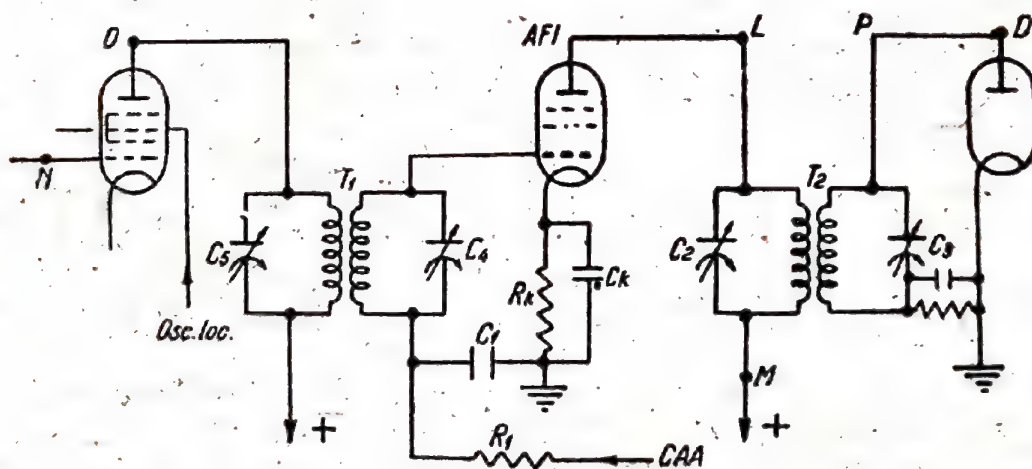 O
AFI
L
P
D
N
T1
T2
C5
C4
C2
C3
Rk
Ck
Osc.loc.
C1
M
+
+
R1
CAA